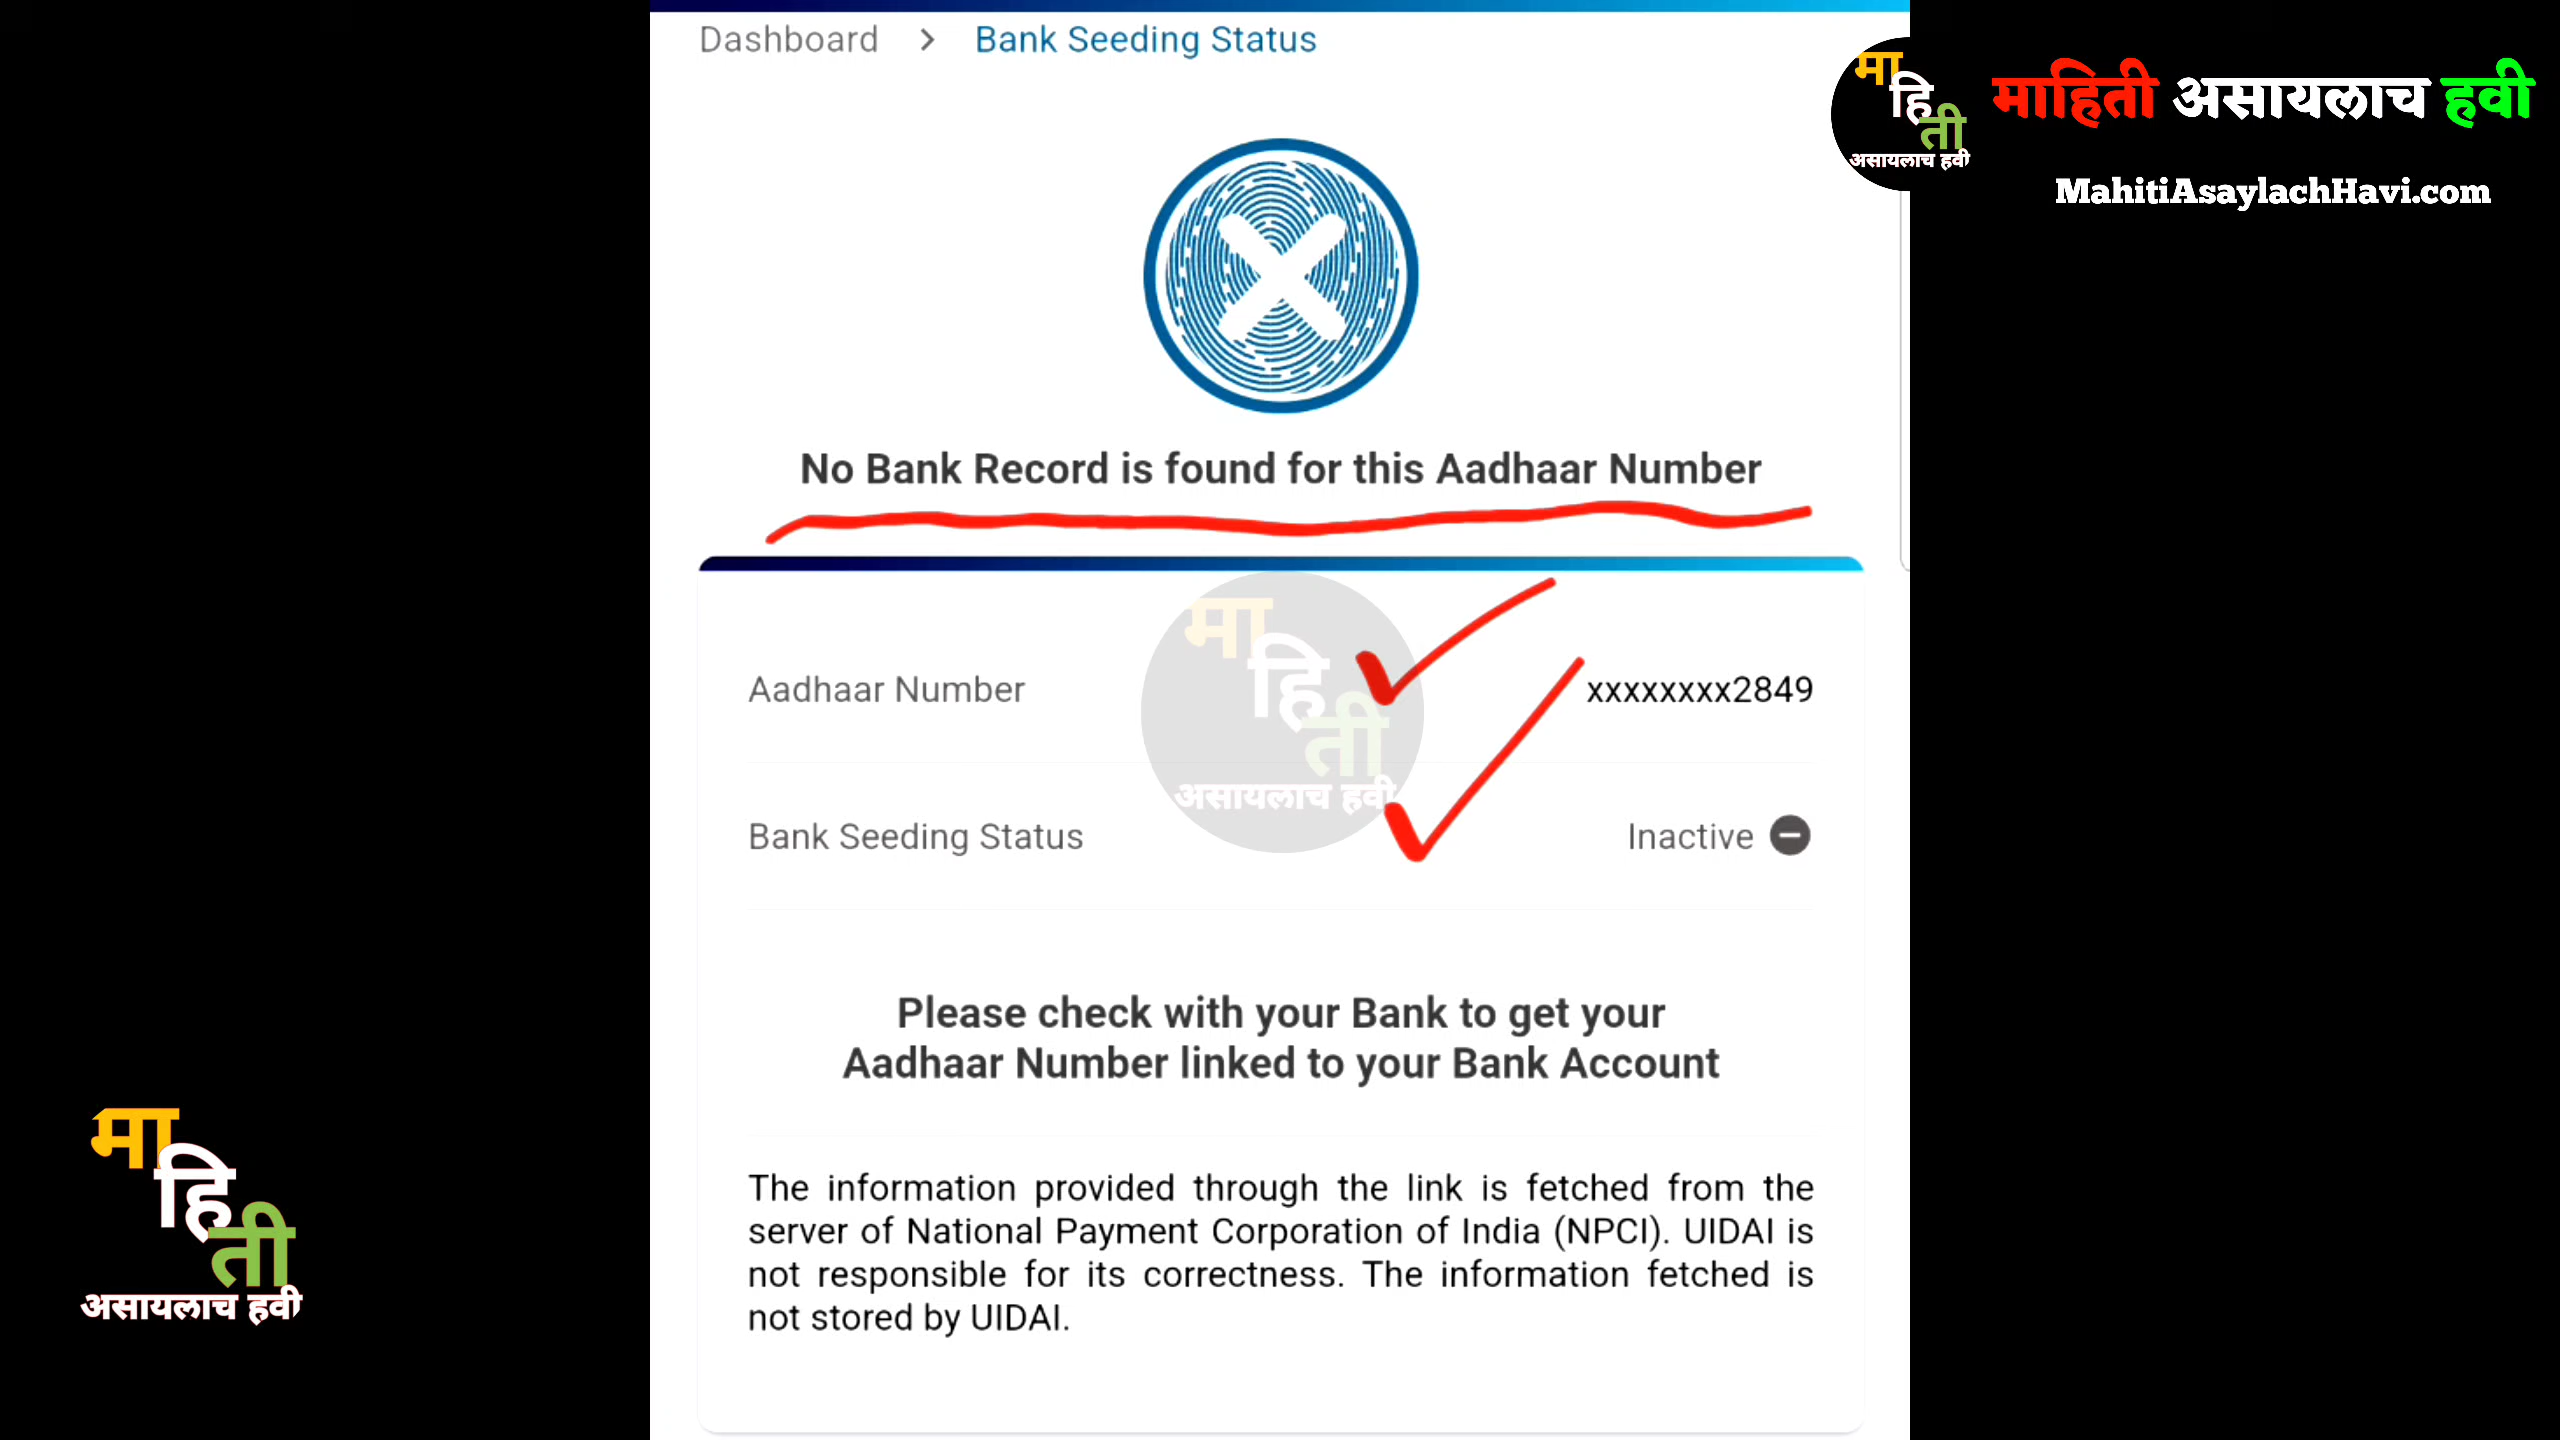 Dashboard > Bank Seeding Status
मा
हि
ती
असायलाच हवी
माहिती असायलाच हवी
MahitiAsaylachHavi.com
No Bank Record is found for this Aadhaar Number
मा
हि
ती
असायलाच हवी
Aadhaar Number xxxxxxxx2849
Bank Seeding Status Inactive
Please check with your Bank to get your
Aadhaar Number linked to your Bank Account
The information provided through the link is fetched from the
server of National Payment Corporation of India (NPCI). UIDAI is
not responsible for its correctness. The information fetched is
not stored by UIDAI.
मा
हि
ती
असायलाच हवी